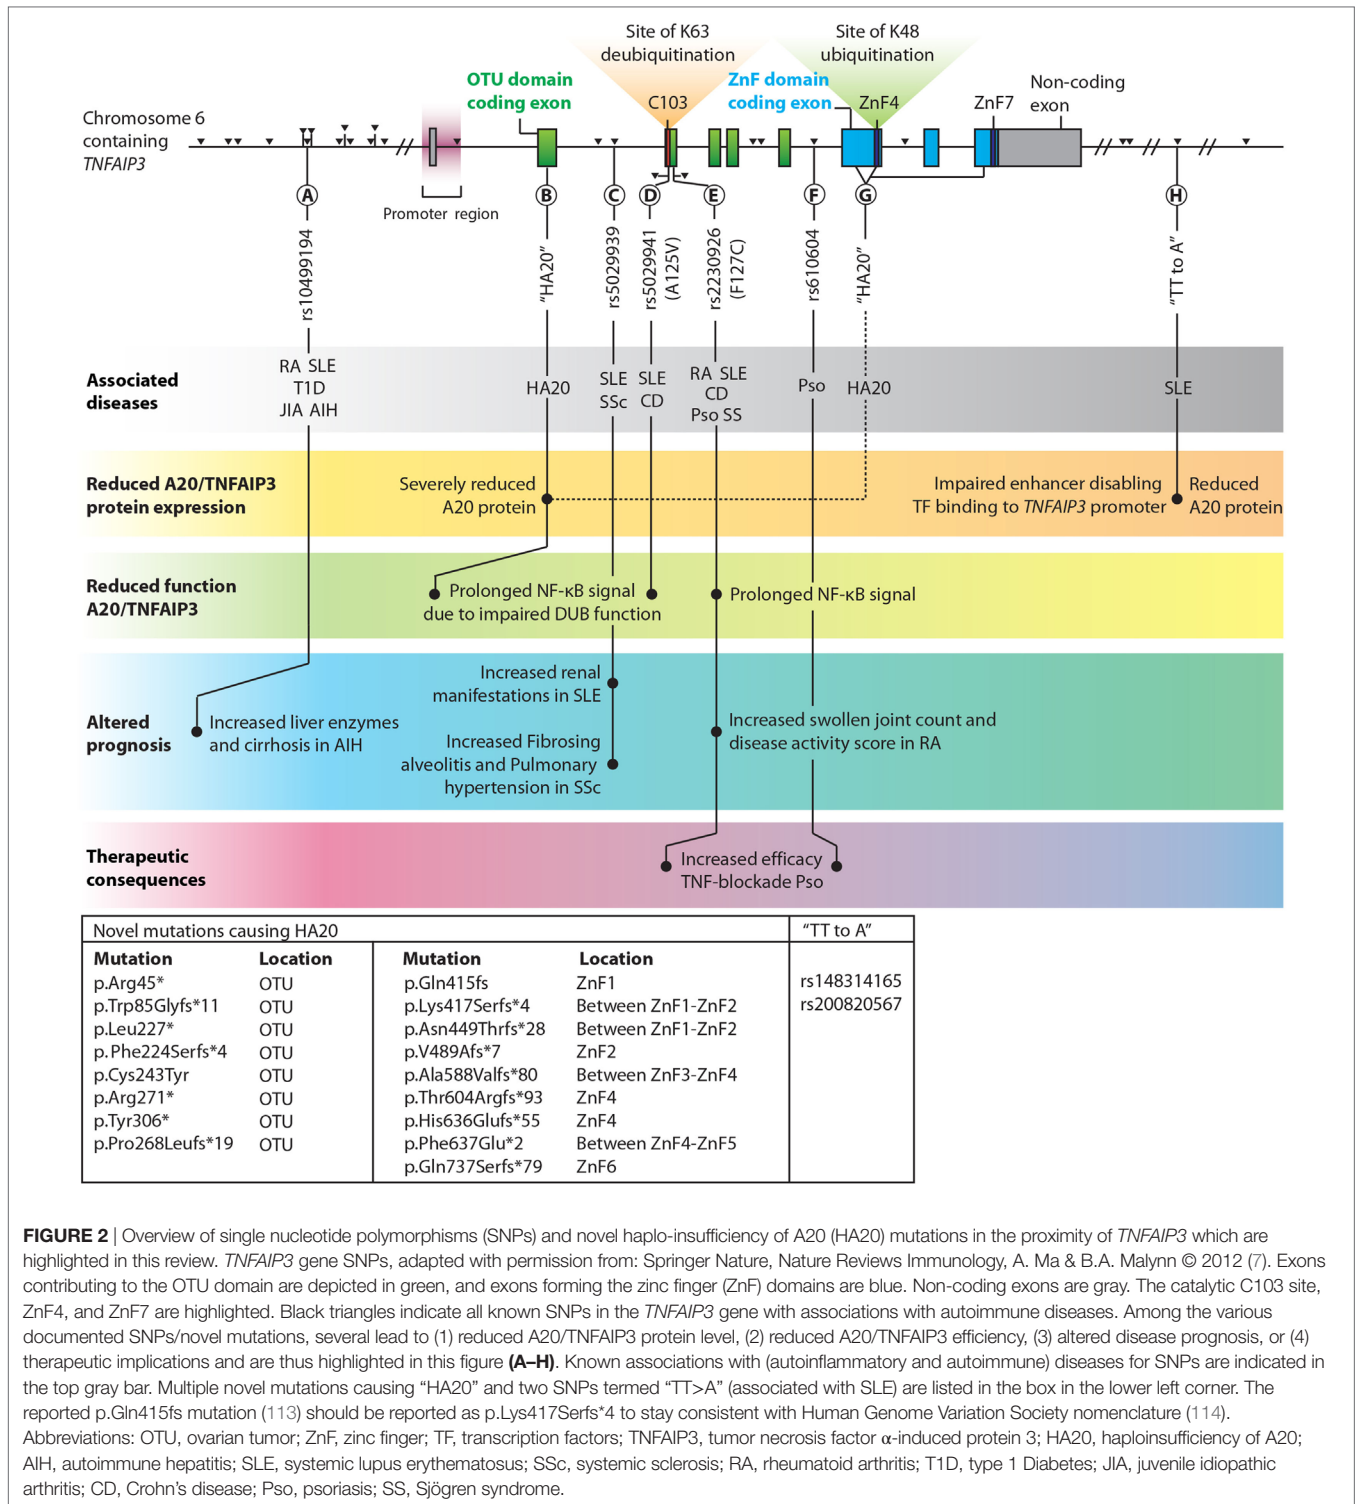 Site of K63
deubiquitination
Site of K48
ubiquitination
OTU domain
coding exon
C103
ZnF domain
coding exon
ZnF4
ZnF7
Non-coding
exon
Chromosome 6
containing
TNFAIP3
Promoter region
A
B
C
D
E
F
G
H
rs10499194
"HA20"
rs5029939
rs5029941
(A125V)
rs2230926
(F127C)
rs610604
"HA20"
"TT to A"
Associated
diseases
RA SLE
T1D
JIA AIH
HA20
SLE
SSc
SLE
CD
RA SLE
CD
Pso SS
Pso
HA20
SLE
Reduced A20/TNFAIP3
protein expression
Severely reduced
A20 protein
Impaired enhancer disabling
TF binding to TNFAIP3 promoter
Reduced
A20 protein
Reduced function
A20/TNFAIP3
Prolonged NF-κB signal
due to impaired DUB function
Prolonged NF-κB signal
Altered
prognosis
Increased liver enzymes
and cirrhosis in AIH
Increased renal
manifestations in SLE
Increased Fibrosing
alveolitis and Pulmonary
hypertension in SSc
Increased swollen joint count and
disease activity score in RA
Therapeutic
consequences
Increased efficacy
TNF-blockade Pso
Novel mutations causing HA20
"TT to A"
Mutation Location Mutation Location
p.Arg45* OTU p.Gln415fs ZnF1 rs148314165
p.Trp85Glyfs*11 OTU p.Lys417Serfs*4 Between ZnF1-ZnF2 rs200820567
p.Leu227* OTU p.Asn449Thrfs*28 Between ZnF1-ZnF2
p. Phe224Serfs*4 OTU p.V489Afs*7 ZnF2
p.Cys243Tyr OTU p.Ala588Valfs*80 Between ZnF3-ZnF4
p.Arg271* OTU p.Thr604Argfs*93 ZnF4
p.Tyr306* OTU p.His636Glufs*55 ZnF4
p.Pro268Leufs*19 OTU p.Phe637Glu*2 Between ZnF4-ZnF5
p.Gln737Serfs*79 ZnF6
FIGURE 2 | Overview of single nucleotide polymorphisms (SNPs) and novel haplo-insufficiency of A20 (HA20) mutations in the proximity of TNFAIP3 which are
highlighted in this review. TNFAIP3 gene SNPs, adapted with permission from: Springer Nature, Nature Reviews Immunology, A. Ma & B.A. Malynn © 2012 (7). Exons
contributing to the OTU domain are depicted in green, and exons forming the zinc finger (ZnF) domains are blue. Non-coding exons are gray. The catalytic C103 site,
ZnF4, and ZnF7 are highlighted. Black triangles indicate all known SNPs in the TNFAIP3 gene with associations with autoimmune diseases. Among the various
documented SNPs/novel mutations, several lead to (1) reduced A20/TNFAIP3 protein level, (2) reduced A20/TNFAIP3 efficiency, (3) altered disease prognosis, or (4)
therapeutic implications and are thus highlighted in this figure (A–H). Known associations with (autoinflammatory and autoimmune) diseases for SNPs are indicated in
the top gray bar. Multiple novel mutations causing "HA20" and two SNPs termed "TT>A" (associated with SLE) are listed in the box in the lower left corner. The
reported p.Gln415fs mutation (113) should be reported as p.Lys417Serfs*4 to stay consistent with Human Genome Variation Society nomenclature (114).
Abbreviations: OTU, ovarian tumor; ZnF, zinc finger; TF, transcription factors; TNFAIP3, tumor necrosis factor α-induced protein 3; HA20, haploinsufficiency of A20;
AIH, autoimmune hepatitis; SLE, systemic lupus erythematosus; SSc, systemic sclerosis; RA, rheumatoid arthritis; T1D, type 1 Diabetes; JIA, juvenile idiopathic
arthritis; CD, Crohn's disease; Pso, psoriasis; SS, Sjögren syndrome.